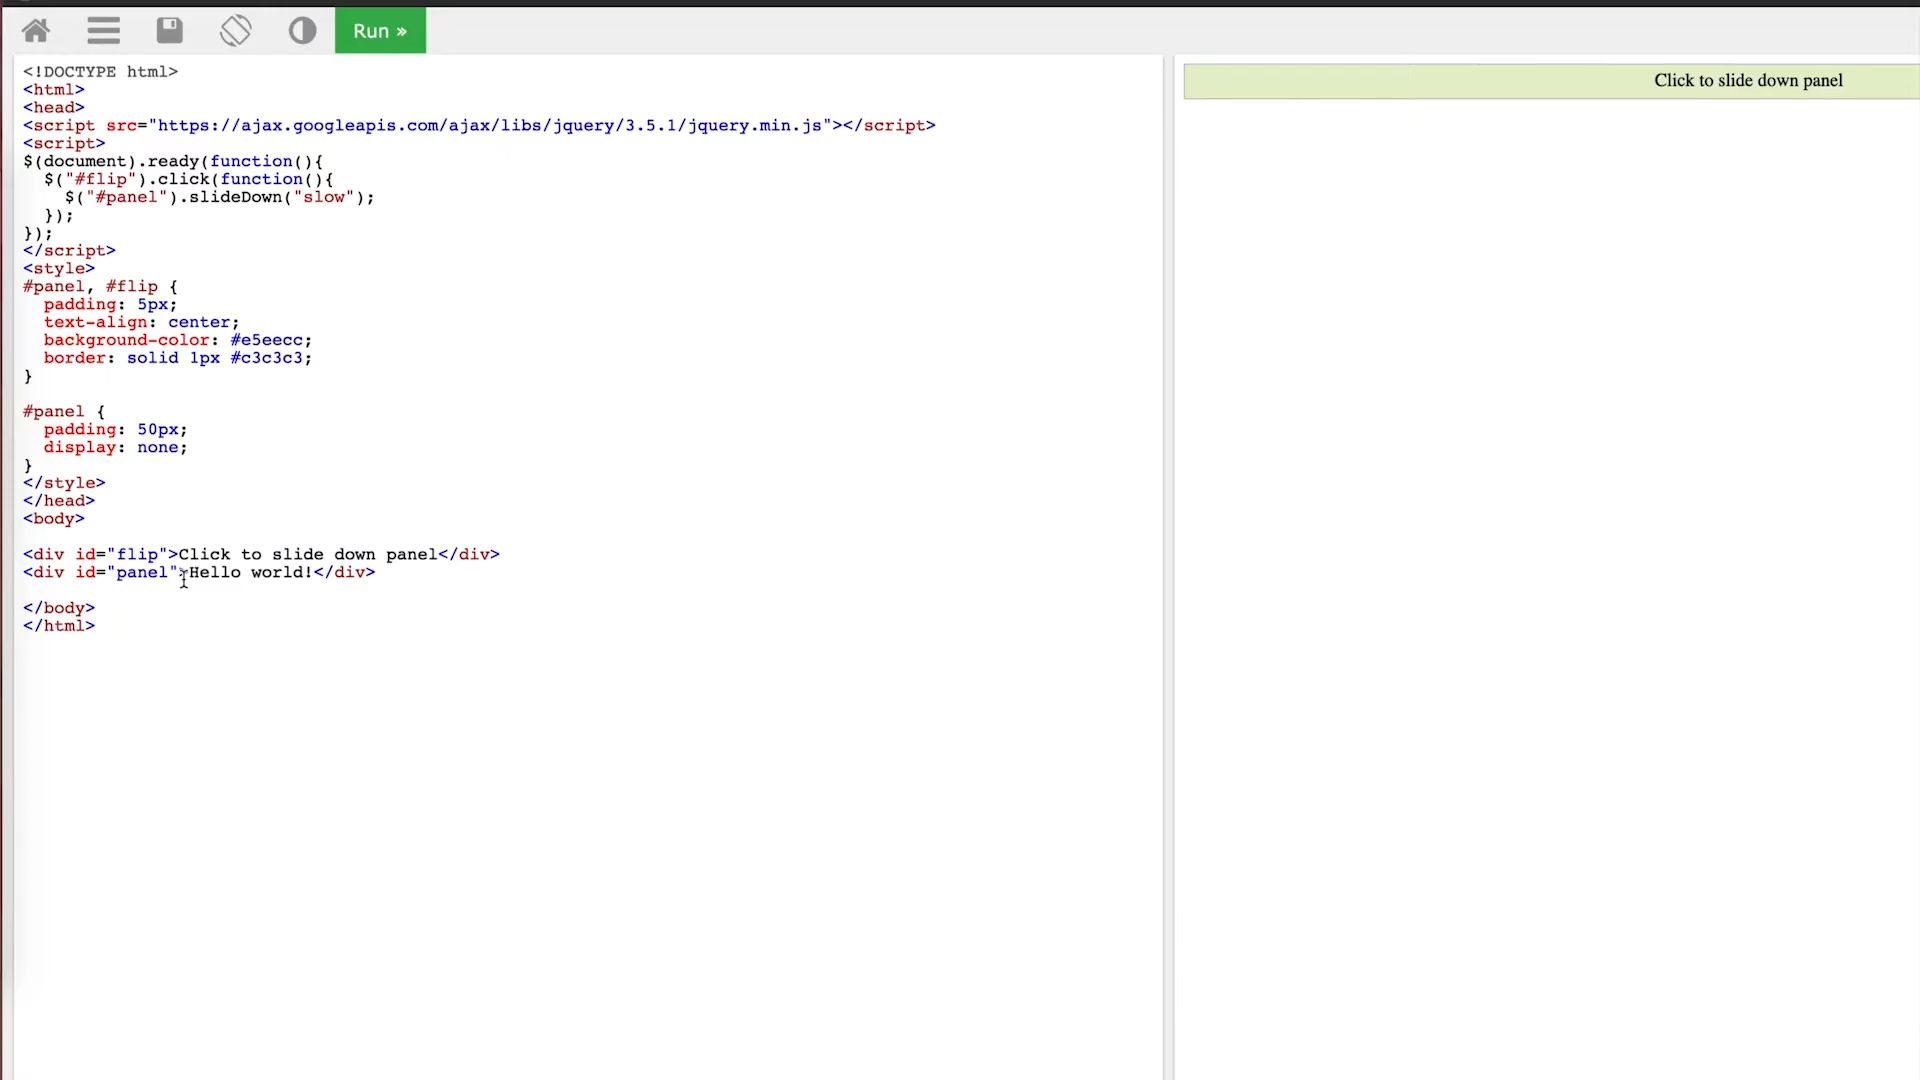 Run »
<!DOCTYPE html>
<html>
<head>
<script src="https://ajax.googleapis.com/ajax/libs/jquery/3.5.1/jquery.min.js"></script>
<script>
$(document).ready(function(){
  $("#flip").click(function(){
    $("#panel").slideDown("slow");
  });
});
</script>
<style>
#panel, #flip {
  padding: 5px;
  text-align: center;
  background-color: #e5eecc;
  border: solid 1px #c3c3c3;
}

#panel {
  padding: 50px;
  display: none;
}
</style>
</head>
<body>

<div id="flip">Click to slide down panel</div>
<div id="panel">Hello world!</div>

</body>
</html>
Click to slide down panel